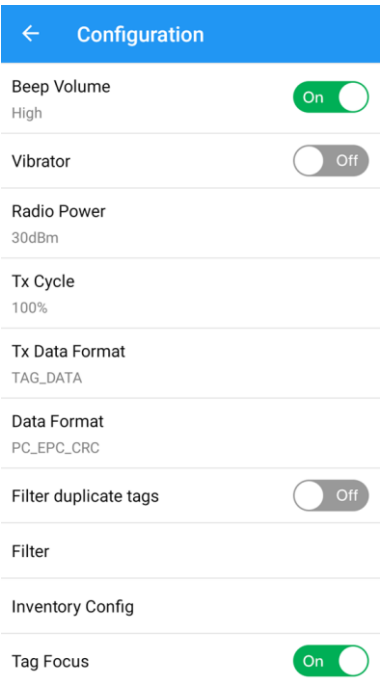 Configuration
Beep Volume
On
High
Vibrator
Off
Radio Power
30dBm
Tx Cycle
100%
Tx Data Format
TAG_DATA
Data Format
PC_EPC_CRC
Filter duplicate tags
Off
Filter
Inventory Config
Tag Focus
On